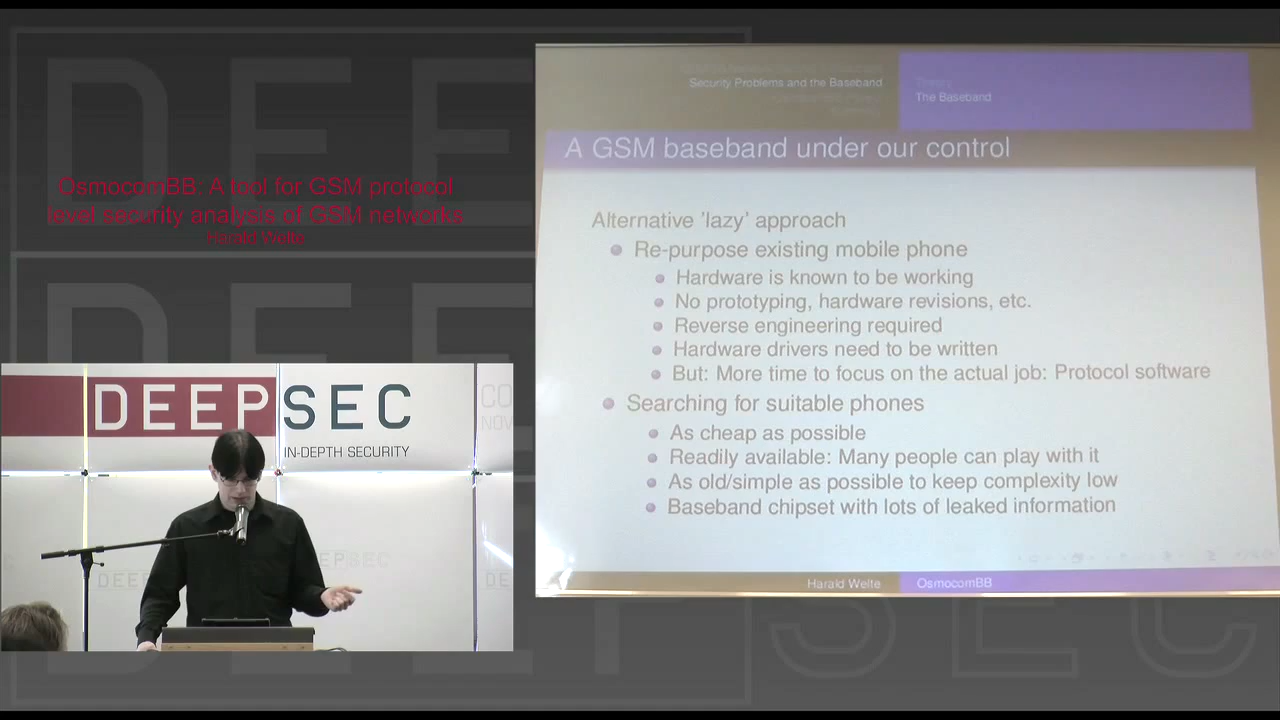 OsmocomBB: A tool for GSM protocol
level security analysis of GSM networks
Harald Welte
DEEPSEC
IN-DEPTH SECURITY
Security Problems and the Baseband
Theory
The Baseband
A GSM baseband under our control
Alternative 'lazy' approach
Re-purpose existing mobile phone
Hardware is known to be working
No prototyping, hardware revisions, etc.
Reverse engineering required
Hardware drivers need to be written
But: More time to focus on the actual job: Protocol software
Searching for suitable phones
As cheap as possible
Readily available: Many people can play with it
As old/simple as possible to keep complexity low
Baseband chipset with lots of leaked information
Harald Welte
OsmocomBB